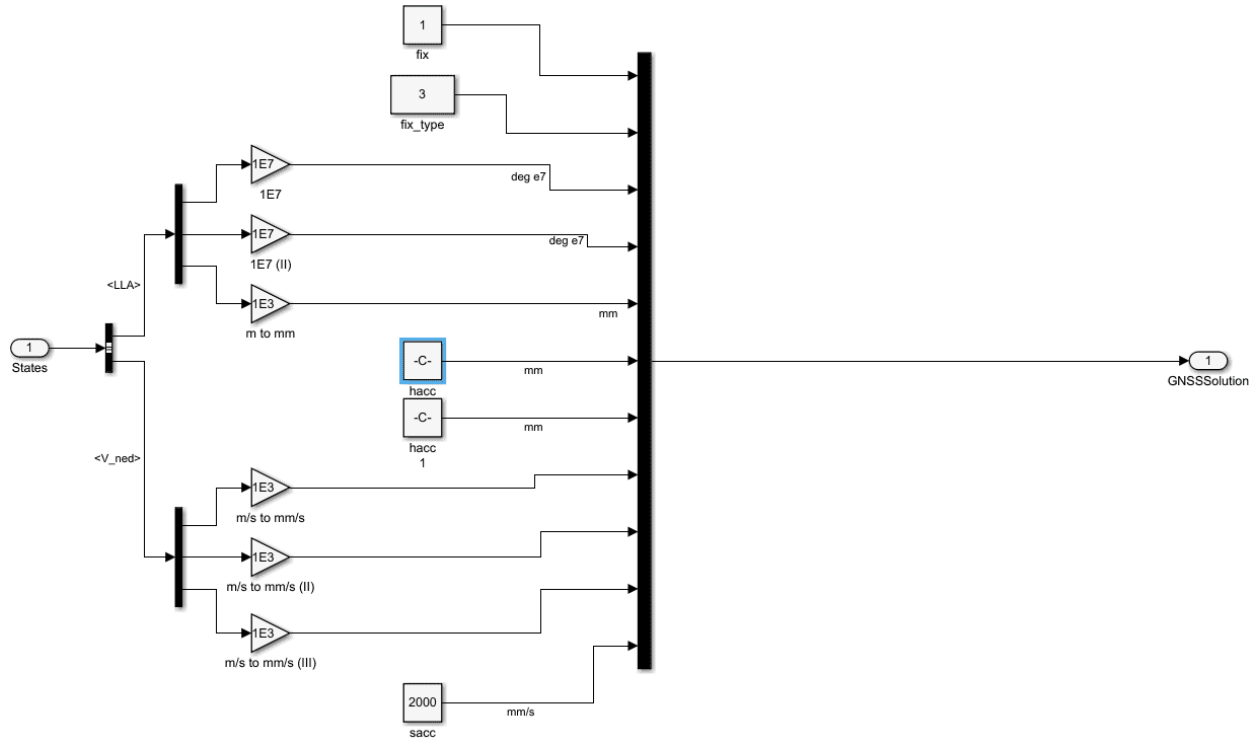 1
fix
3
fix_type
1E7
1E7
deg e7
1E7
1E7 (II)
deg e7
<LLA>
1E3
m to mm
mm
1
States
-C-
hacc
mm
1
GNSSSolution
-C-
hacc
1
mm
<V_ned>
1E3
m/s to mm/s
1E3
m/s to mm/s (II)
1E3
m/s to mm/s (III)
2000
sacc
mm/s